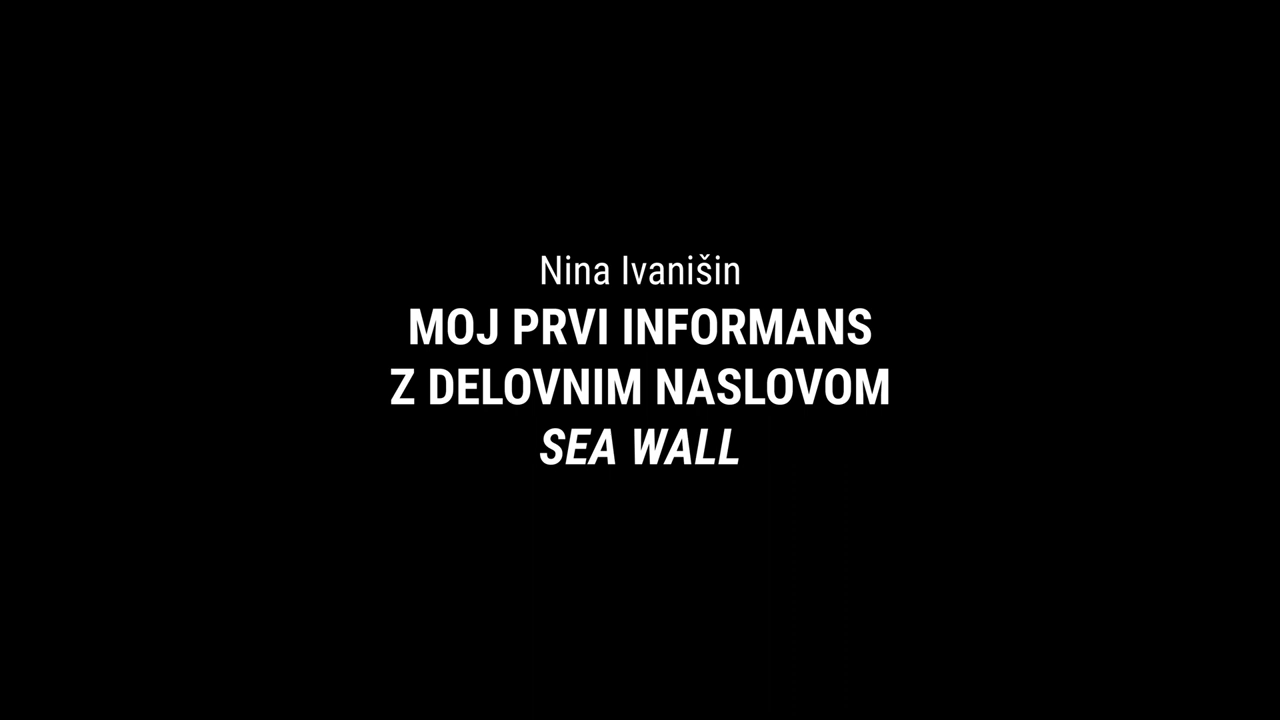 Nina Ivanišin
MOJ PRVI INFORMANS
Z DELOVNIM NASLOVOM
SEA WALL